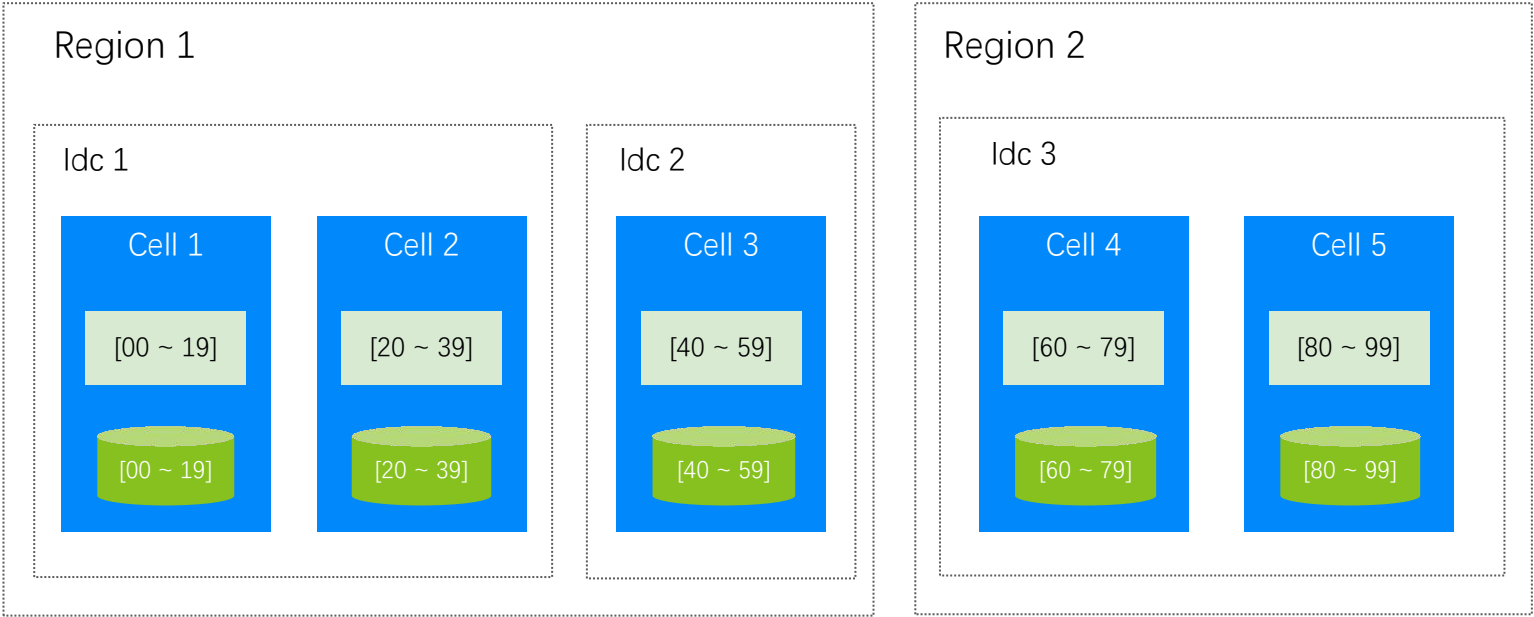 Region 1
Idc 1
Cell 1
[00 ~ 19]
[00 ~ 19]
Cell 2
[20 ~ 39]
[20 ~ 39]
Idc 2
Cell 3
[40 ~ 59]
[40 ~ 59]
Region 2
Idc 3
Cell 4
[60 ~ 79]
[60 ~ 79]
Cell 5
[80 ~ 99]
[80 ~ 99]